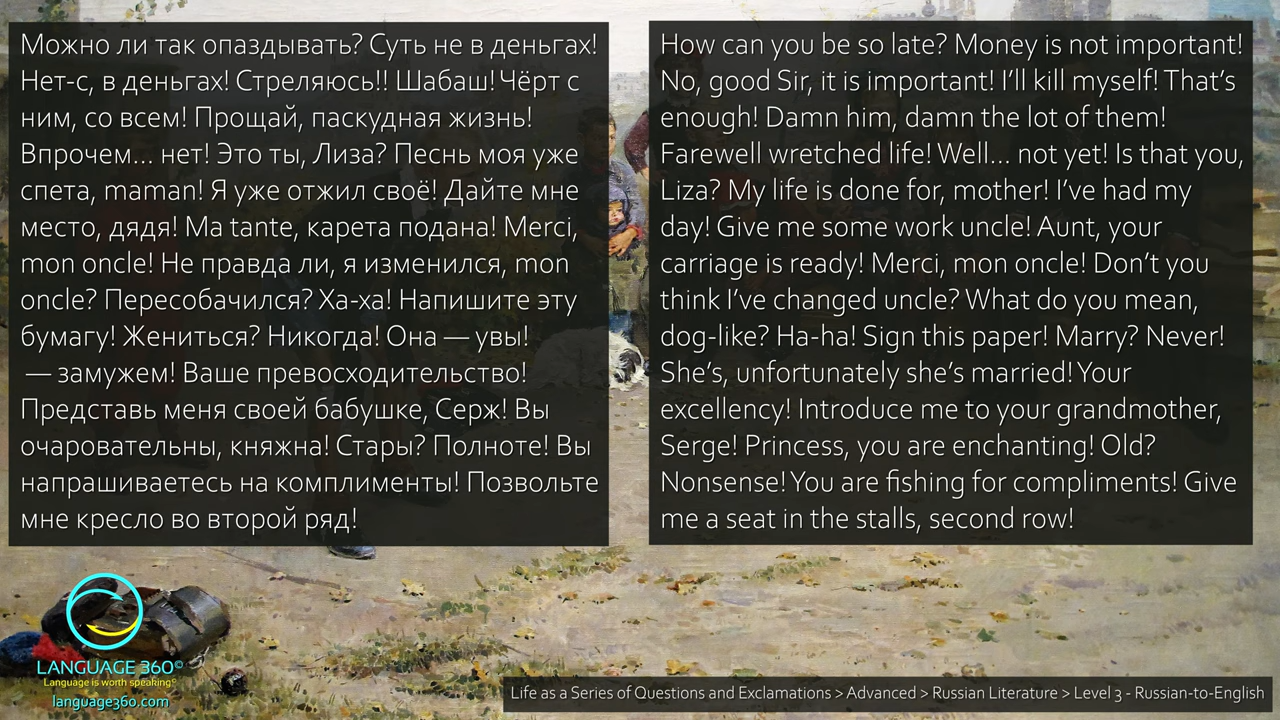 Можно ли так опаздывать? Суть не в деньгах!
Нет-с, в деньгах! Стреляюсь!! Шабаш! Чёрт с
ним, со всем! Прощай, паскудная жизнь!
Впрочем... нет! Это ты, Лиза? Песнь моя уже
спета, maman! Я уже отжил своё! Дайте мне
место, дядя! Ma tante, карета подана! Merci,
mon oncle! Не правда ли, я изменился, mon
oncle? Пересобачился? Ха-ха! Напишите эту
бумагу! Жениться? Никогда! Она — увы!
— замужем! Ваше превосходительство!
Представь меня своей бабушке, Серж! Вы
очаровательны, княжна! Стары? Полноте! Вы
напрашиваетесь на комплименты! Позвольте
мне кресло во второй ряд!
How can you be so late? Money is not important!
No, good Sir, it is important! I'll kill myself! That's
enough! Damn him, damn the lot of them!
Farewell wretched life! Well... not yet! Is that you,
Liza? My life is done for, mother! I've had my
day! Give me some work uncle! Aunt, your
carriage is ready! Merci, mon oncle! Don't you
think I've changed uncle? What do you mean,
dog-like? Ha-ha! Sign this paper! Marry? Never!
She's, unfortunately she's married! Your
excellency! Introduce me to your grandmother,
Serge! Princess, you are enchanting! Old?
Nonsense! You are fishing for compliments! Give
me a seat in the stalls, second row!
LANGUAGE 360©
Language is worth speaking©
language360.com
Life as a Series of Questions and Exclamations > Advanced > Russian Literature > Level 3 - Russian-to-English